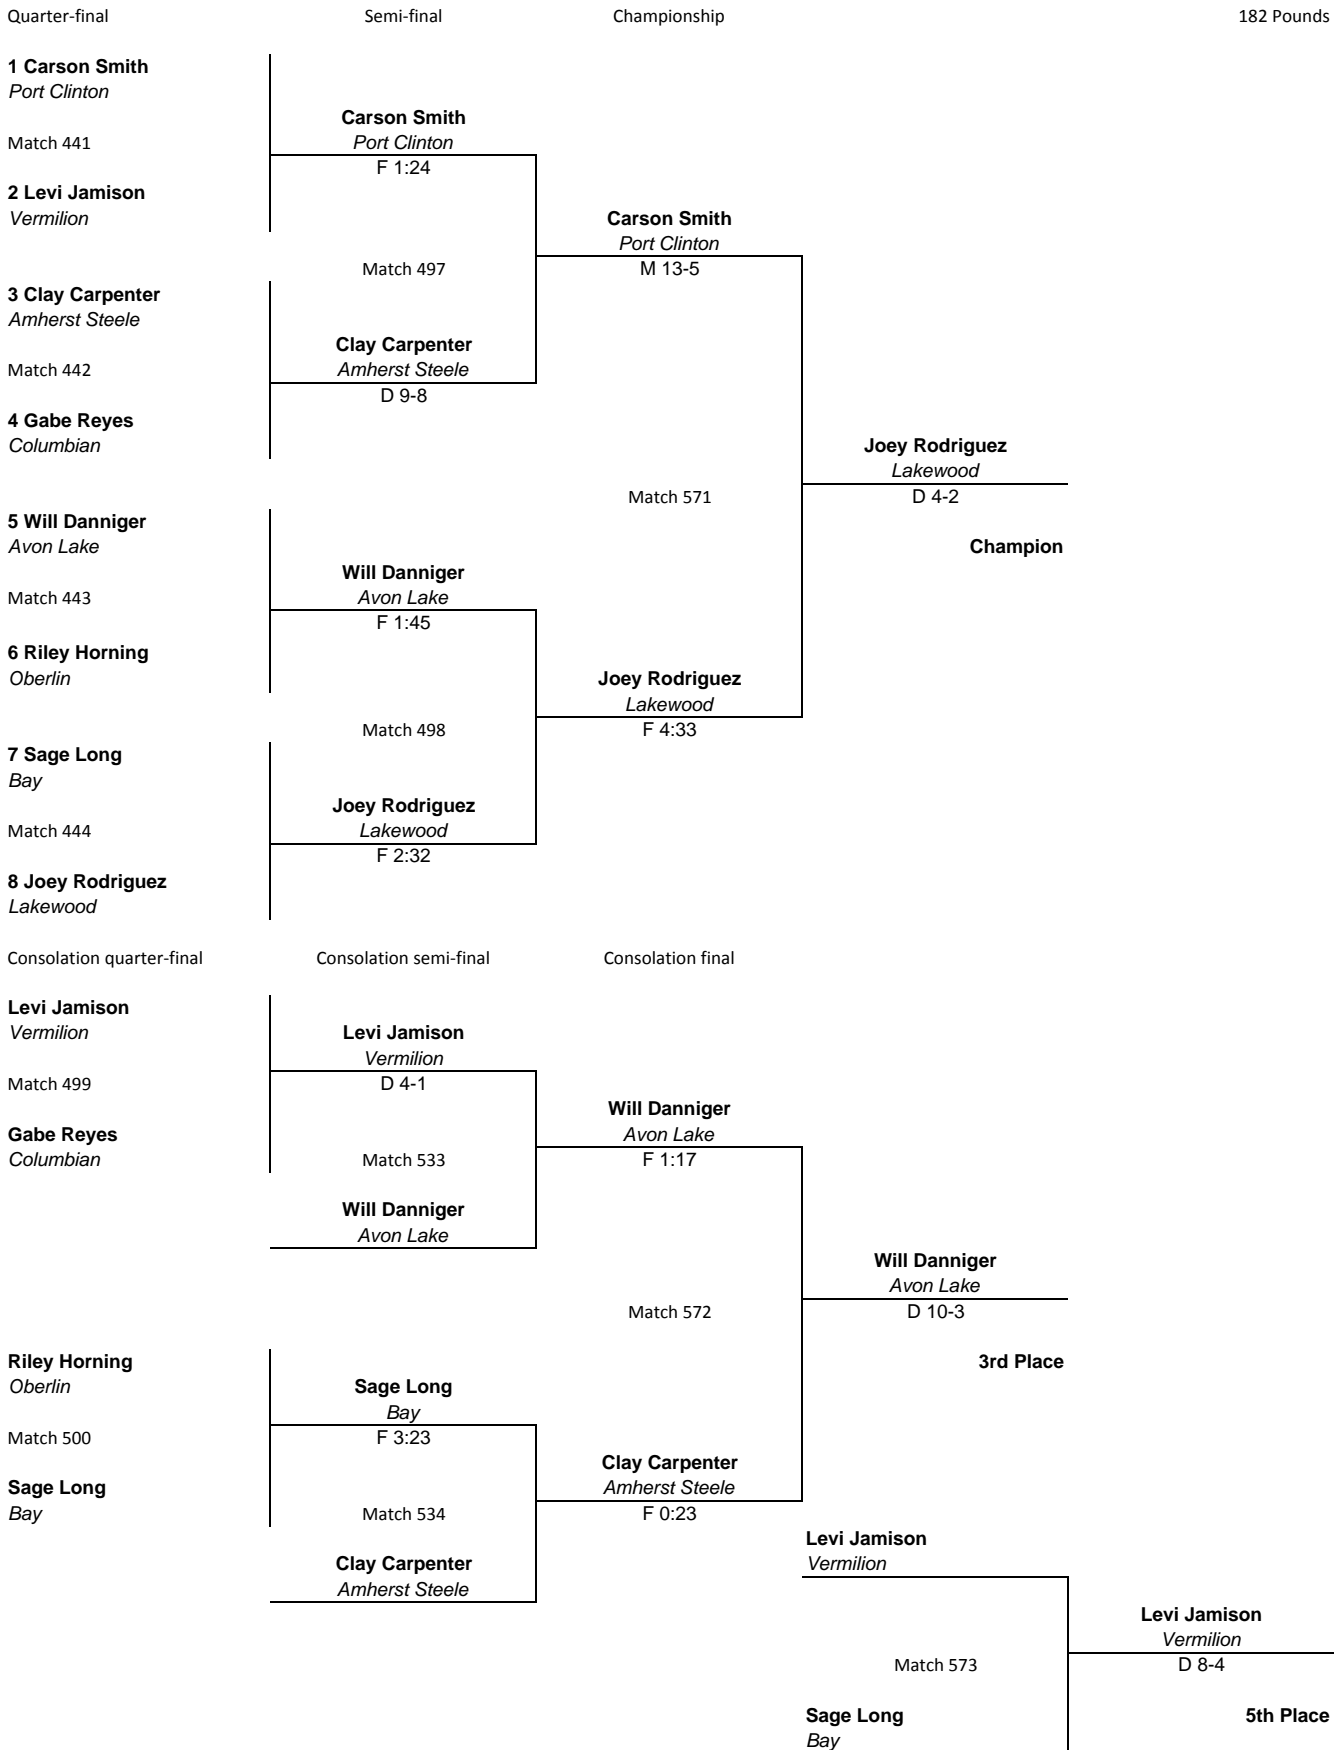 Quarter-final Semi-final Championship 182 Pounds
1 Carson Smith
Port Clinton
Carson Smith
Match 441 Port Clinton
F 1:24
2 Levi Jamison
Vermilion Carson Smith
Port Clinton
Match 497 M 13-5
3 Clay Carpenter
Amherst Steele
Clay Carpenter
Match 442 Amherst Steele
D 9-8
4 Gabe Reyes
Columbian Joey Rodriguez
Lakewood
Match 571 D 4-2
5 Will Danniger
Avon Lake Champion
Will Danniger
Match 443 Avon Lake
F 1:45
6 Riley Horning
Oberlin Joey Rodriguez
Lakewood
Match 498 F 4:33
7 Sage Long
Bay
Joey Rodriguez
Match 444 Lakewood
F 2:32
8 Joey Rodriguez
Lakewood
Consolation quarter-final Consolation semi-final Consolation final
Levi Jamison
Vermilion Levi Jamison
Vermilion
Match 499 D 4-1
Will Danniger
Gabe Reyes Avon Lake
Columbian Match 533 F 1:17
Will Danniger
Avon Lake
Will Danniger
Avon Lake
Match 572 D 10-3
Riley Horning 3rd Place
Oberlin Sage Long
Bay
Match 500 F 3:23
Clay Carpenter
Sage Long Amherst Steele
Bay Match 534 F 0:23
Levi Jamison
Clay Carpenter Vermilion
Amherst Steele
Levi Jamison
Vermilion
Match 573 D 8-4
Sage Long 5th Place
Bay